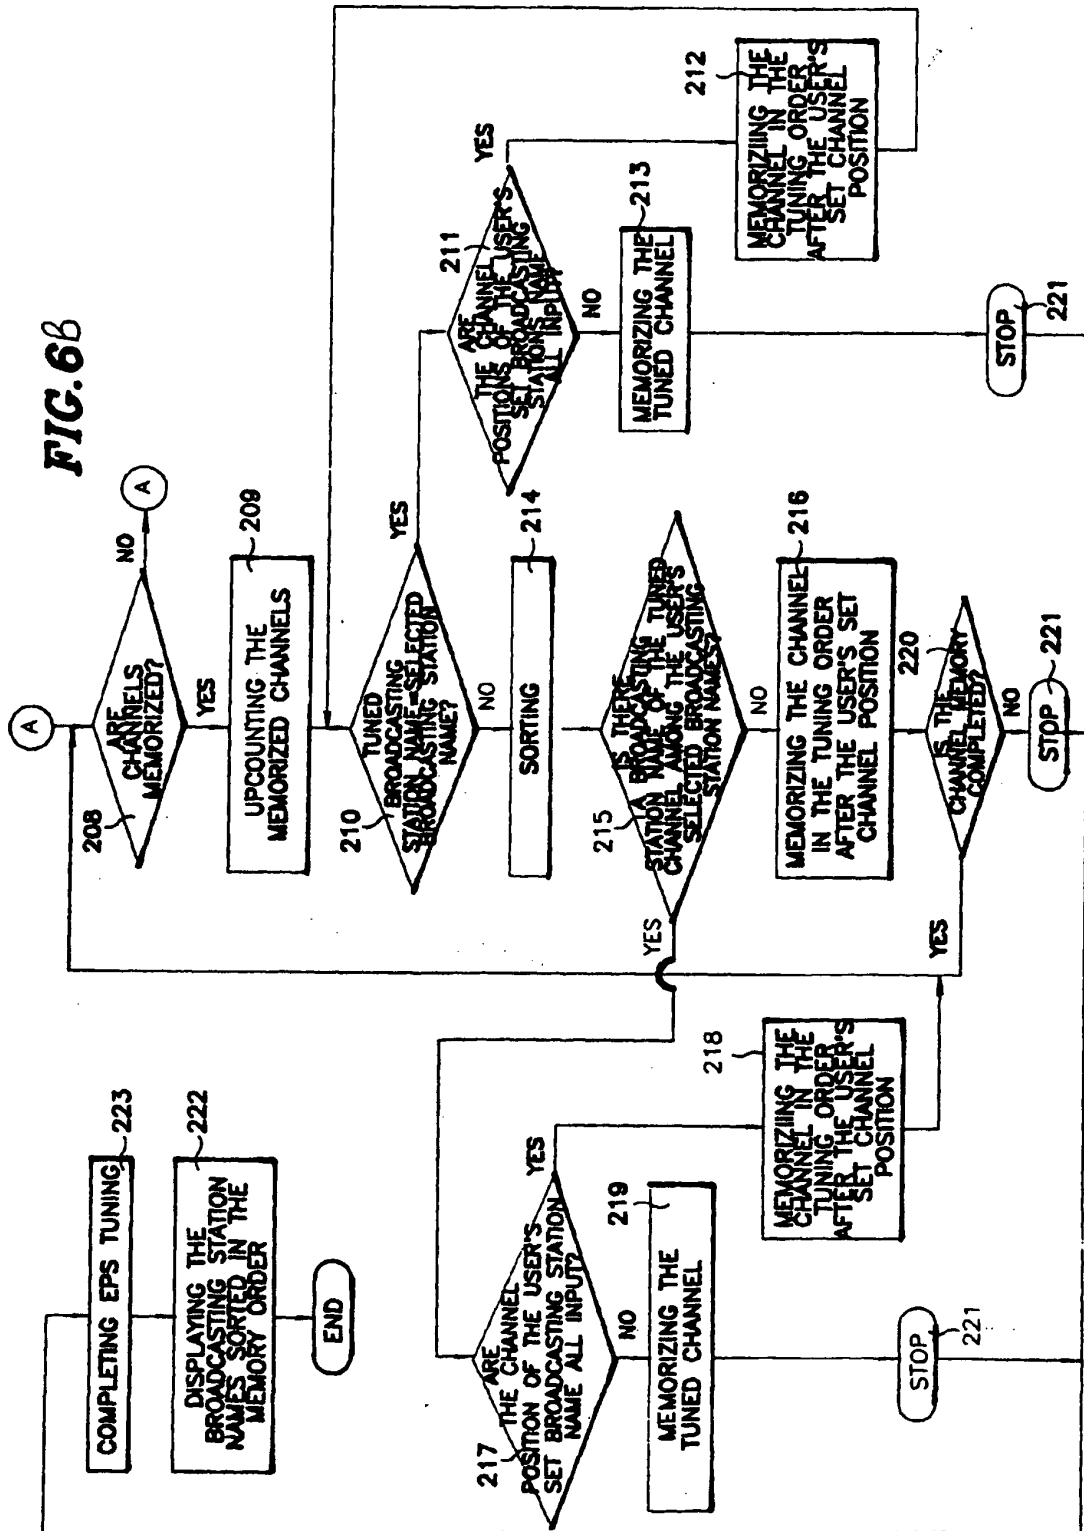 FIG.6B
A
208
ARE
CHANNELS
MEMORIZED?
NO
A
YES
209
UPCOUNTING THE
MEMORIZED CHANNELS
210
TUNED
BROADCASTING
STATION NAME=SELECTED
BROADCASTING STATION
NAME?
YES
NO
211
ARE
THE CHANNEL
POSITIONS OF THE USER'S
SET BROADCASTING
STATIONS NAME
ALL INPUT?
YES
NO
212
MEMORIZIING THE
CHANNEL IN THE
TUNING ORDER
AFTER THE USER'S
SET CHANNEL
POSITION
213
MEMORIZING THE
TUNED CHANNEL
STOP
221
214
SORTING
215
IS THERE
A BROADCASTING
STATION NAME OF THE TUNED
CHANNEL AMONG THE USER'S
SELECTED BROADCASTING
STATION NAMES?
YES
NO
216
MEMORIZING THE CHANNEL
IN THE TUNING ORDER
AFTER THE USER'S SET
CHANNEL POSITION
220
IS THE
CHANNEL MEMORY
COMPLETED?
YES
NO
STOP
221
217
ARE
THE CHANNEL
POSITION OF THE USER'S
SET BROADCASTING STATION
NAME ALL INPUT?
YES
NO
218
MEMORIZIING THE
CHANNEL IN THE
TUNING ORDER
AFTER THE USER'S
SET CHANNEL
POSITION
219
MEMORIZING THE
TUNED CHANNEL
STOP
221
223
COMPLETING EPS TUNING
222
DISPLAYING THE
BROADCASTING STATION
NAMES SORTED IN THE
MEMORY ORDER
END